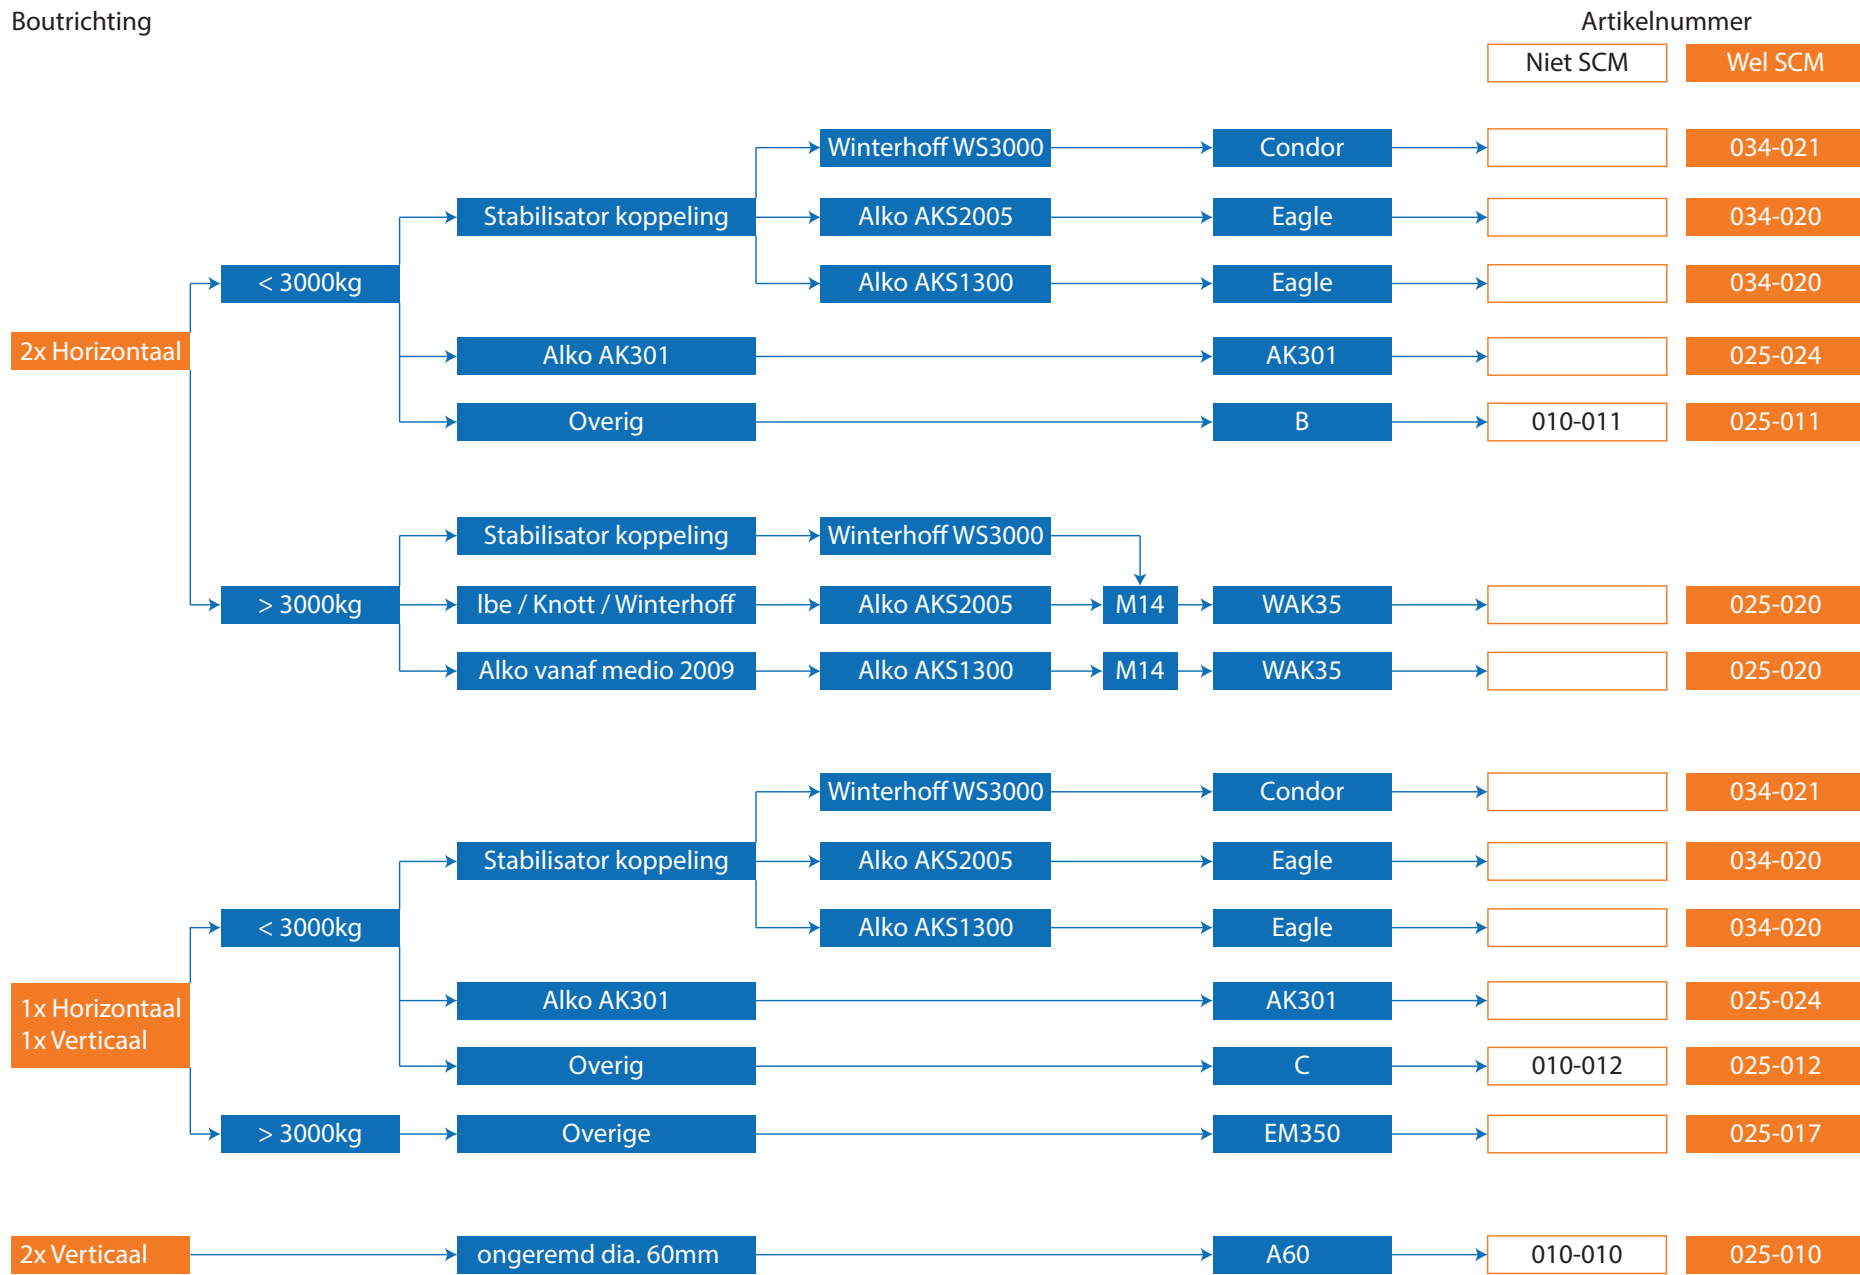 Boutrichting
Artikelnummer
Niet SCM
Wel SCM
Winterhoff WS3000
Condor
034-021
Stabilisator koppeling
Alko AKS2005
Eagle
034-020
< 3000kg
Alko AKS1300
Eagle
034-020
2x Horizontaal
Alko AK301
AK301
025-024
Overig
B
010-011
025-011
Stabilisator koppeling
Winterhoff WS3000
> 3000kg
lbe / Knott / Winterhoff
Alko AKS2005
M14
WAK35
025-020
Alko vanaf medio 2009
Alko AKS1300
M14
WAK35
025-020
Winterhoff WS3000
Condor
034-021
Stabilisator koppeling
Alko AKS2005
Eagle
034-020
< 3000kg
Alko AKS1300
Eagle
034-020
1x Horizontaal
1x Verticaal
Alko AK301
AK301
025-024
Overig
C
010-012
025-012
> 3000kg
Overige
EM350
025-017
2x Verticaal
ongeremd dia. 60mm
A60
010-010
025-010